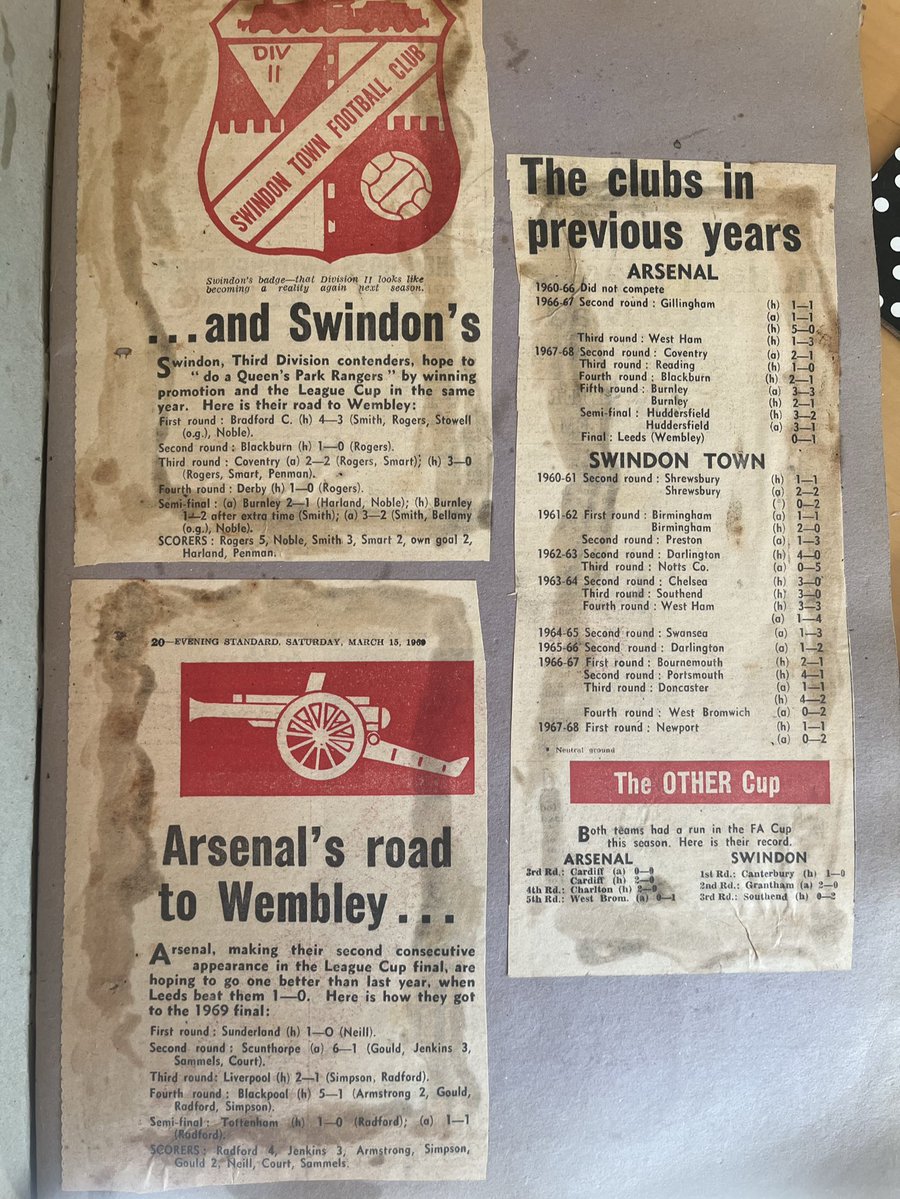 DIV
II
SWINDON TOWN FOOTBALL CLUB
Swindon's badge—that Division II looks like
becoming a reality again next season.
...and Swindon's
Swindon, Third Division contenders, hope to
"do a Queen's Park Rangers" by winning
promotion and the League Cup in the same
year. Here is their road to Wembley:
First round: Bradford C. (h) 4—3 (Smith, Rogers, Stowell
(o.g.), Noble).
Second round: Blackburn (h) 1—0 (Rogers).
Third round: Coventry (a) 2—2 (Rogers, Smart); (h) 3—0
(Rogers, Smart, Penman).
Fourth round: Derby (h) 1—0 (Rogers).
Semi-final: (a) Burnley 2—1 (Harland, Noble); (h) Burnley
1—2 after extra time (Smith); (a) 3—2 (Smith, Bellamy
(o.g.), Noble).
SCORERS: Rogers 5, Noble, Smith 3, Smart 2, own goal 2,
Harland, Penman.
20—EVENING STANDARD, SATURDAY, MARCH 15, 1969
Arsenal's road
to Wembley...
Arsenal, making their second consecutive
appearance in the League Cup final, are
hoping to go one better than last year, when
Leeds beat them 1—0. Here is how they got
to the 1969 final:
First round: Sunderland (h) 1—0 (Neill).
Second round: Scunthorpe (a) 6—1 (Gould, Jenkins 3,
Sammels, Court).
Third round: Liverpool (h) 2—1 (Simpson, Radford).
Fourth round: Blackpool (h) 5—1 (Armstrong 2, Gould,
Radford, Simpson).
Semi-final: Tottenham (h) 1—0 (Radford); (a) 1—1
(Radford).
SCORERS: Radford 4, Jenkins 3, Armstrong, Simpson,
Gould 2, Neill, Court, Sammels.
The clubs in
previous years
ARSENAL
1960-66 Did not compete
1966-67 Second round: Gillingham (h) 1—1
(a) 1—1
(h) 5—0
Third round: West Ham (h) 1—3
1967-68 Second round: Coventry (a) 2—1
Third round: Reading (h) 1—0
Fourth round: Blackburn (h) 2—1
Fifth round: Burnley (a) 3—3
Burnley (h) 2—1
Semi-final: Huddersfield (h) 3—2
Huddersfield (a) 3—1
Final: Leeds (Wembley) 0—1
SWINDON TOWN
1960-61 Second round: Shrewsbury (h) 1—1
Shrewsbury (a) 2—2
(*) 0—2
1961-62 First round: Birmingham (a) 1—1
Birmingham (h) 2—0
Second round: Preston (a) 1—3
1962-63 Second round: Darlington (h) 4—0
Third round: Notts Co. (a) 0—5
1963-64 Second round: Chelsea (h) 3—0
Third round: Southend (h) 3—0
Fourth round: West Ham (h) 3—3
(a) 1—4
1964-65 Second round: Swansea (a) 1—3
1965-66 Second round: Darlington (a) 1—2
1966-67 First round: Bournemouth (h) 2—1
Second round: Portsmouth (h) 4—1
Third round: Doncaster (a) 1—1
(h) 4—2
Fourth round: West Bromwich (a) 0—2
1967-68 First round: Newport (h) 1—1
(a) 0—2
* Neutral ground
The OTHER Cup
Both teams had a run in the FA Cup
this season. Here is their record.
ARSENAL
3rd Rd.: Cardiff (a) 0—0
Cardiff (h) 2—0
4th Rd.: Charlton (h) 2—0
5th Rd.: West Brom. (a) 0—1
SWINDON
1st Rd.: Canterbury (h) 1—0
2nd Rd.: Grantham (a) 2—0
3rd Rd.: Southend (h) 0—2